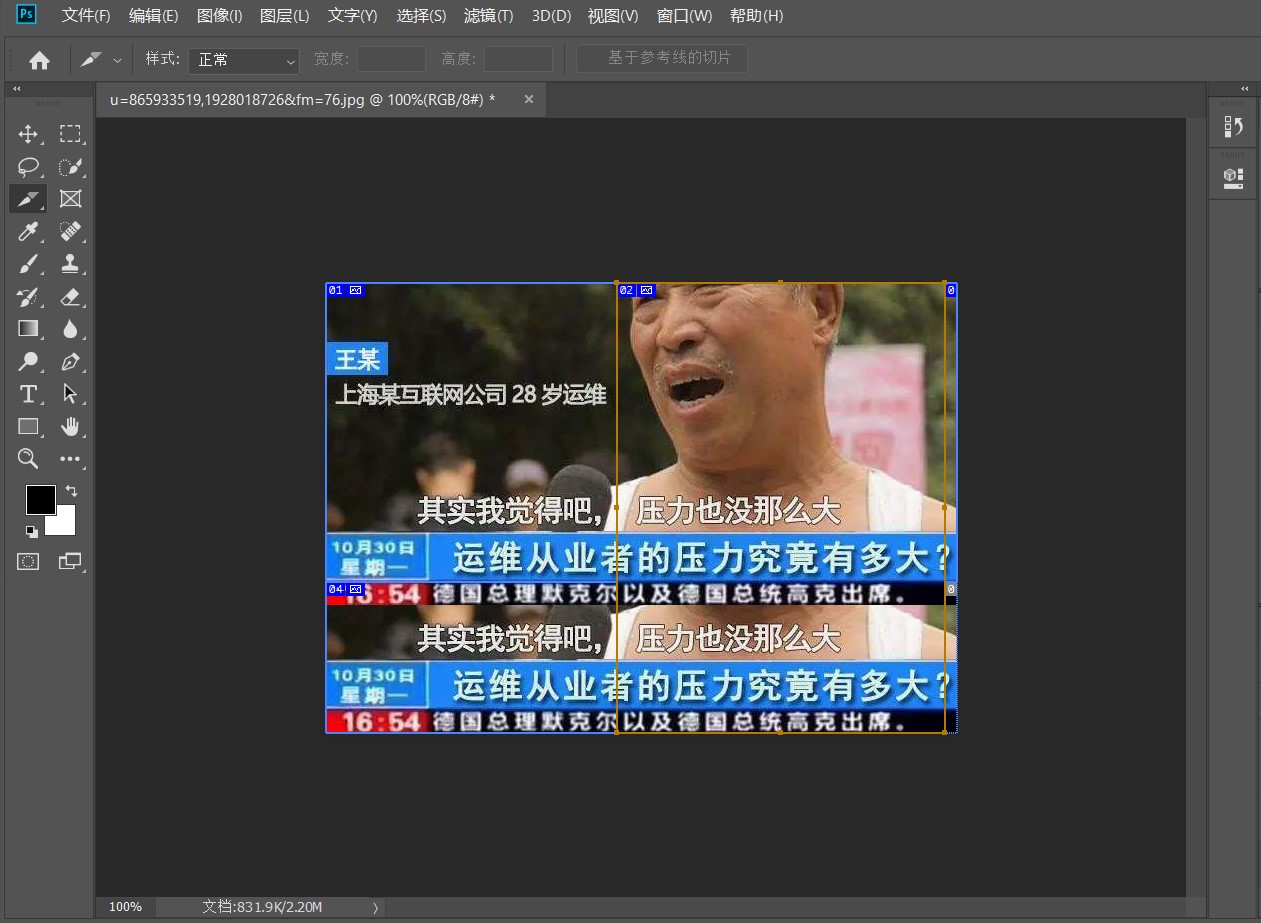 Ps 文件(F) 编辑(E) 图像(I) 图层(L) 文字(Y) 选择(S) 滤镜(T) 3D(D) 视图(V) 窗口(W) 帮助(H)
样式: 正常 宽度: 高度: 基于参考线的切片
u=865933519,1928018726&fm=76.jpg @ 100%(RGB/8#) * ×
01 02 0
王某
上海某互联网公司 28 岁运维
其实我觉得吧， 压力也没那么大
10月30日
星期一
运维从业者的压力究竟有多大？
04 0
16:54 德国总理默克尔以及德国总统高克出席。
其实我觉得吧， 压力也没那么大
10月30日
星期一
运维从业者的压力究竟有多大？
16:54 德国总理默克尔以及德国总统高克出席。
T
100% 文档:831.9K/2.20M